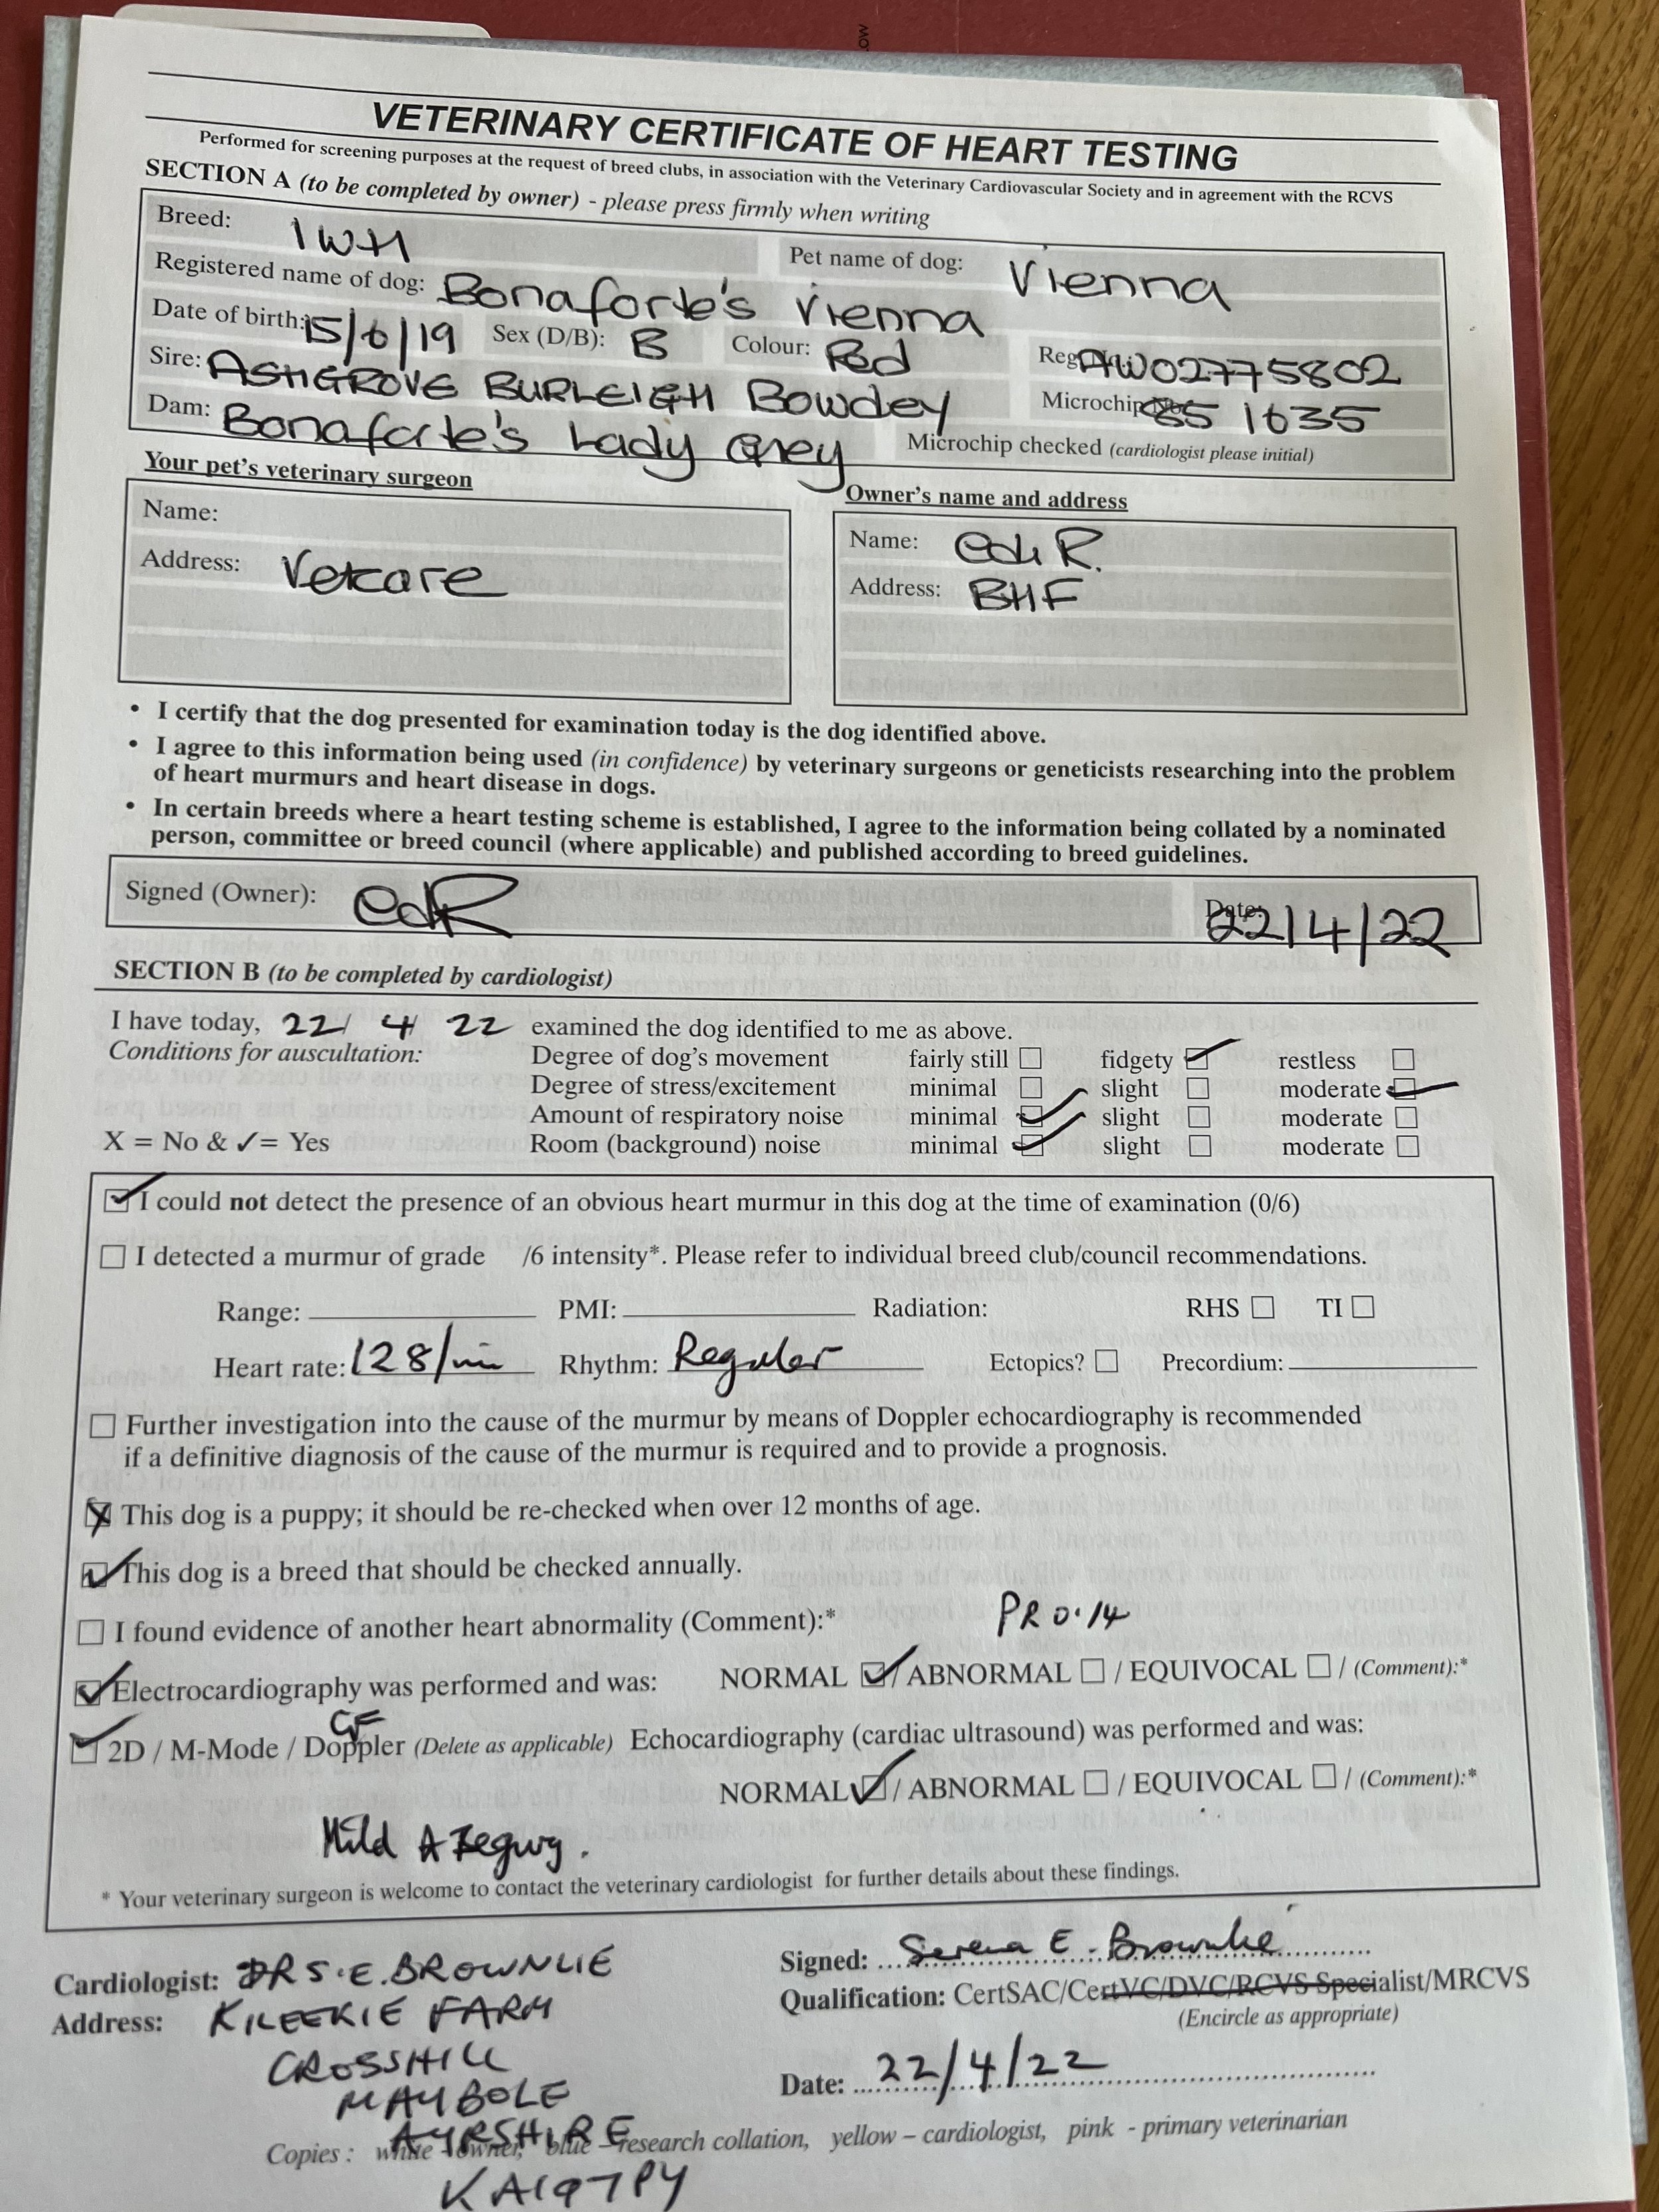 MO
VETERINARY CERTIFICATE OF HEART TESTING
Performed for screening purposes at the request of breed clubs, in association with the Veterinary Cardiovascular Society and in agreement with the RCVS
SECTION A (to be completed by owner) - please press firmly when writing
Breed: IWH Pet name of dog: Vienna
Registered name of dog: Bonaforte's Vienna
Date of birth: 15/6/19 Sex (D/B): B Colour: Red Reg AW02775802
Sire: ASHGROVE BURLEIGH Bowdey Microchip No: 851635
Dam: Bonaforte's Lady Grey Microchip checked (cardiologist please initial)
Your pet's veterinary surgeon Owner's name and address
Name: Name: R.
Address: Vetcare Address: BHF
• I certify that the dog presented for examination today is the dog identified above.
• I agree to this information being used (in confidence) by veterinary surgeons or geneticists researching into the problem
of heart murmurs and heart disease in dogs.
• In certain breeds where a heart testing scheme is established, I agree to the information being collated by a nominated
person, committee or breed council (where applicable) and published according to breed guidelines.
Signed (Owner): edR Date: 22/4/22
SECTION B (to be completed by cardiologist)
I have today, 22/ 4/ 22 examined the dog identified to me as above.
Conditions for auscultation: Degree of dog's movement fairly still fidgety restless
Degree of stress/excitement minimal slight moderate
Amount of respiratory noise minimal slight moderate
X = No & ✓= Yes Room (background) noise minimal slight moderate
I could not detect the presence of an obvious heart murmur in this dog at the time of examination (0/6)
I detected a murmur of grade /6 intensity*. Please refer to individual breed club/council recommendations.
Range: PMI: Radiation: RHS TI
Heart rate: 128/min Rhythm: Regular Ectopics? Precordium:
Further investigation into the cause of the murmur by means of Doppler echocardiography is recommended
if a definitive diagnosis of the cause of the murmur is required and to provide a prognosis.
This dog is a puppy; it should be re-checked when over 12 months of age.
This dog is a breed that should be checked annually.
I found evidence of another heart abnormality (Comment):* PR 0.14
Electrocardiography was performed and was: NORMAL / ABNORMAL / EQUIVOCAL / (Comment):*
CF
2D / M-Mode / Doppler (Delete as applicable) Echocardiography (cardiac ultrasound) was performed and was:
NORMAL / ABNORMAL / EQUIVOCAL / (Comment):*
Mild A
* Your veterinary surgeon is welcome to contact the veterinary cardiologist for further details about these findings.
Cardiologist: DR S.E. BROWNLIE Signed: Serena E. Brownlie
Address: KILEEKIE FARM Qualification: CertSAC/CertVC/DVC/RCVS Specialist/MRCVS
(Encircle as appropriate)
CROSSHILL
MAYBOLE Date: 22/4/22
AYRSHIRE
Copies : white – owner, blue – research collation, yellow – cardiologist, pink - primary veterinarian
KA197PY